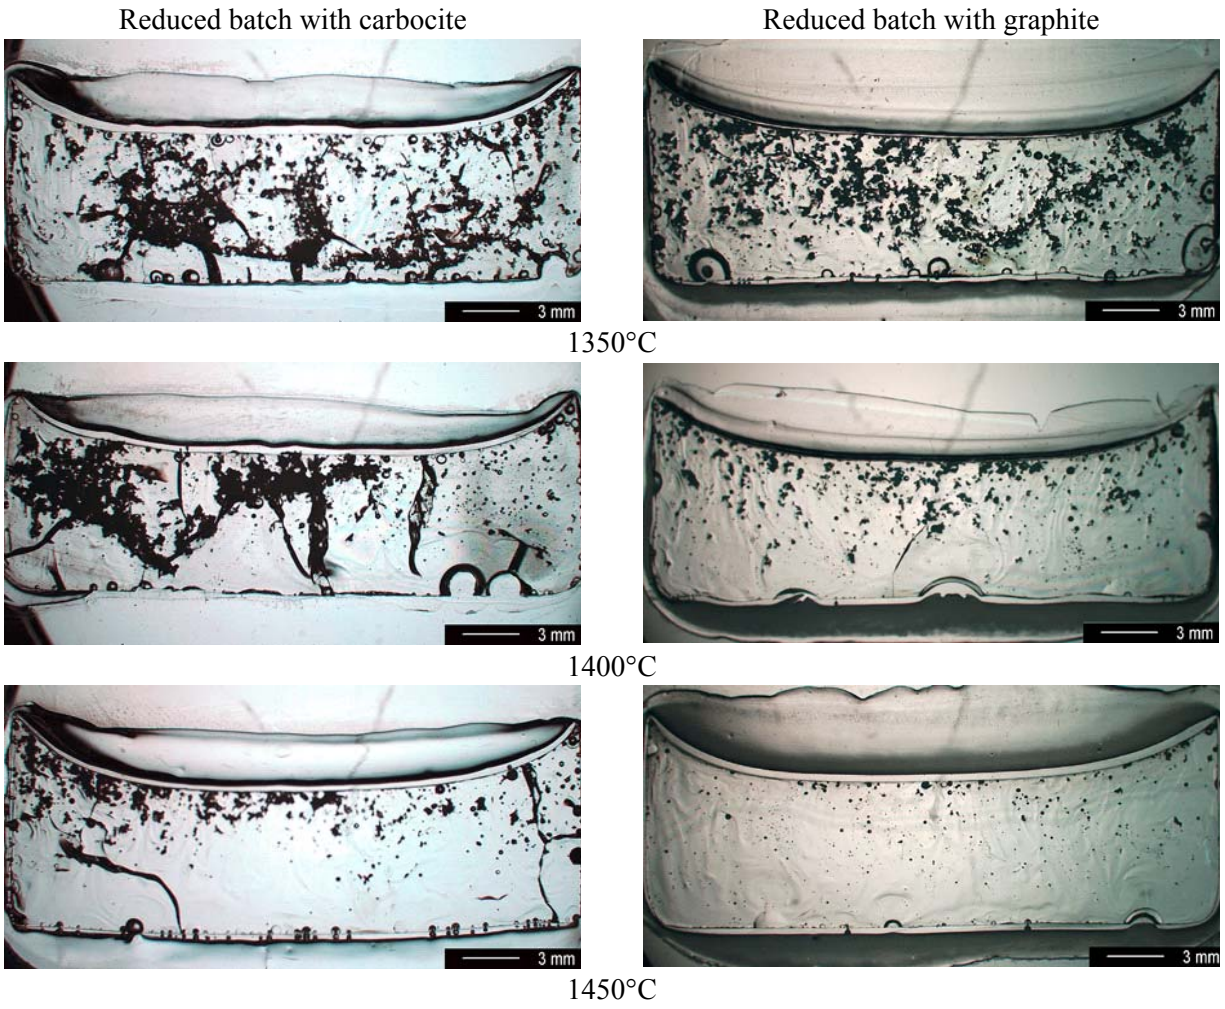 Reduced batch with carbocite
Reduced batch with graphite
3 mm
3 mm
1350°C
3 mm
3 mm
1400°C
3 mm
3 mm
1450°C